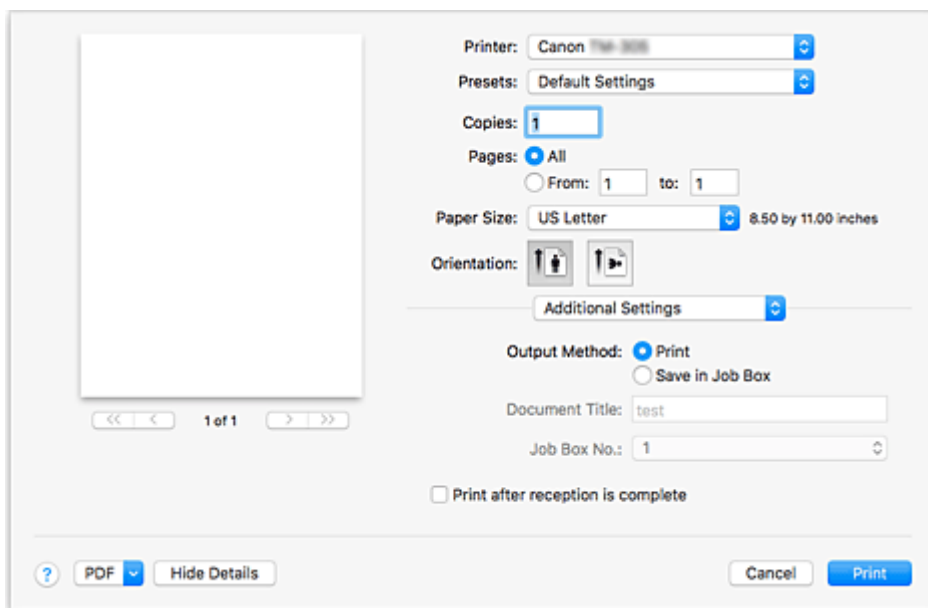 Printer: Canon
Presets: Default Settings
Copies: 1
Pages: All
From: 1 to: 1
Paper Size: US Letter 8.50 by 11.00 inches
Orientation:
Additional Settings
Output Method: Print
Save in Job Box
Document Title: test
<< < 1 of 1 > >>
Job Box No.: 1
Print after reception is complete
? PDF Hide Details Cancel Print